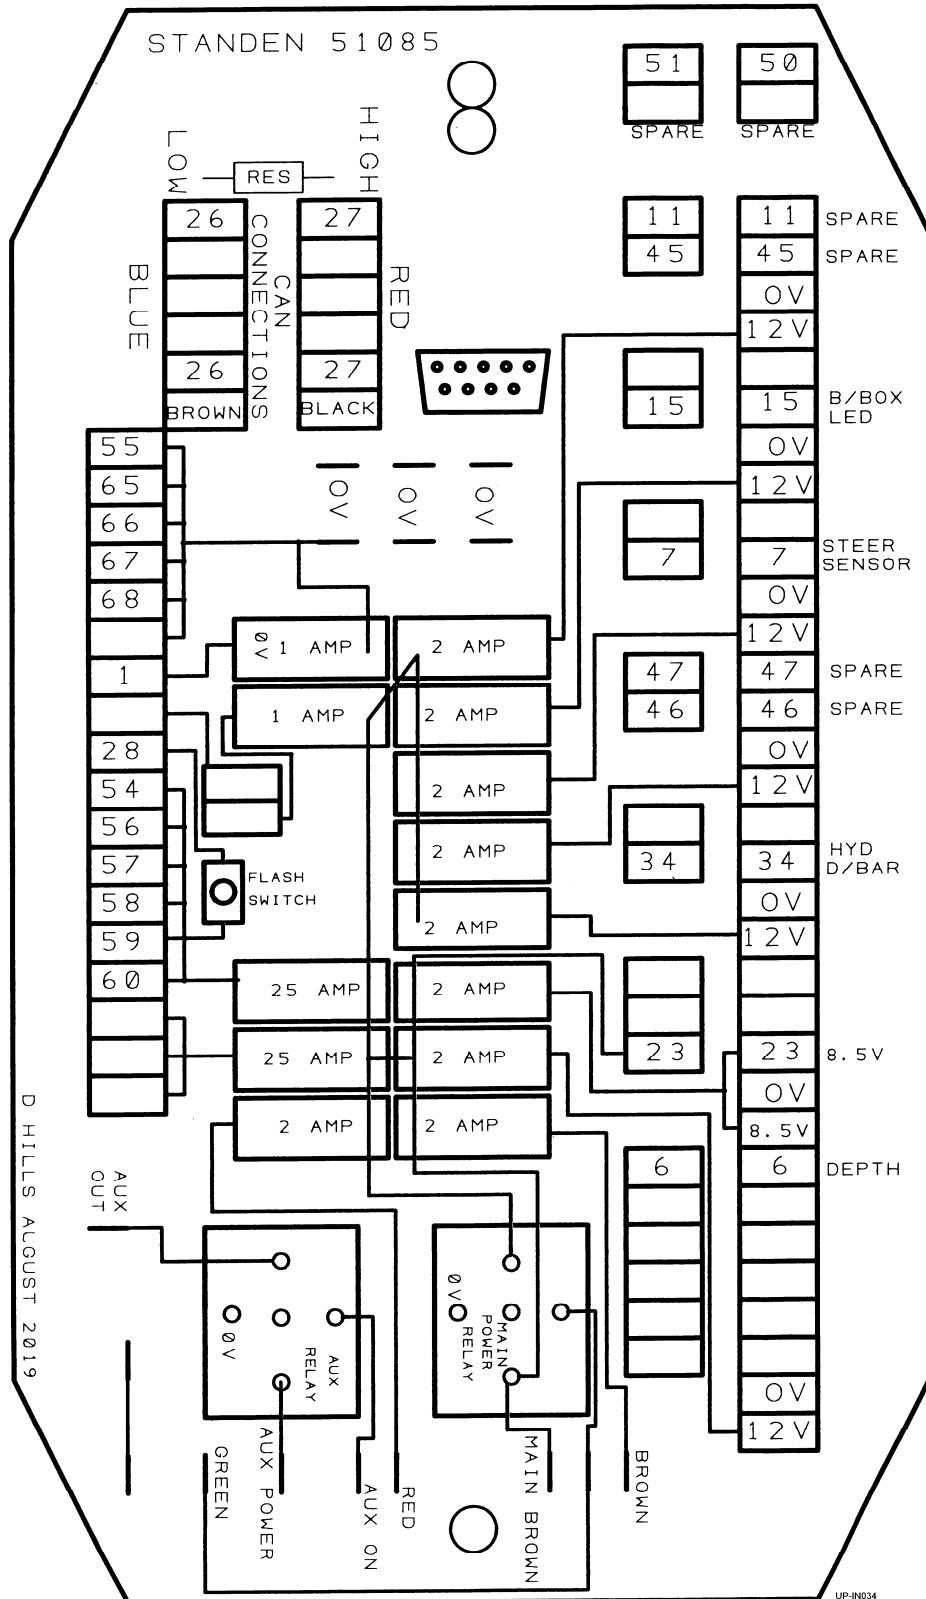 STANDEN 51085
51
50
SPARE
SPARE
LOW
HIGH
RES
26
27
CONNECTIONS
CAN
BLUE
RED
26
27
BROWN
BLACK
11
11
SPARE
45
45
SPARE
0V
12V
15
15
B/BOX
LED
0V
12V
7
7
STEER
SENSOR
0V
12V
47
47
SPARE
46
46
SPARE
0V
12V
34
34
HYD
D/BAR
0V
12V
23
23
8.5V
0V
8.5V
6
6
DEPTH
0V
12V
55
65
66
67
68
1
28
54
56
57
58
59
60
0V
0V
0V
0V 1 AMP
2 AMP
1 AMP
2 AMP
2 AMP
2 AMP
2 AMP
FLASH
SWITCH
25 AMP
2 AMP
25 AMP
2 AMP
2 AMP
2 AMP
AUX
OUT
0V
AUX
RELAY
0V
MAIN
POWER
RELAY
GREEN
AUX POWER
AUX ON
RED
MAIN BROWN
BROWN
D HILLS ALGUST 2019
UP-IN034